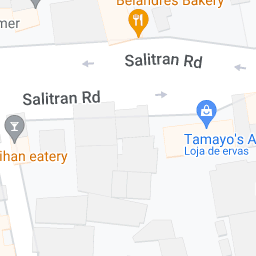 Belandres Bakery
mer
Salitran Rd
Salitran Rd
ihan eatery
Tamayo's A
Loja de ervas